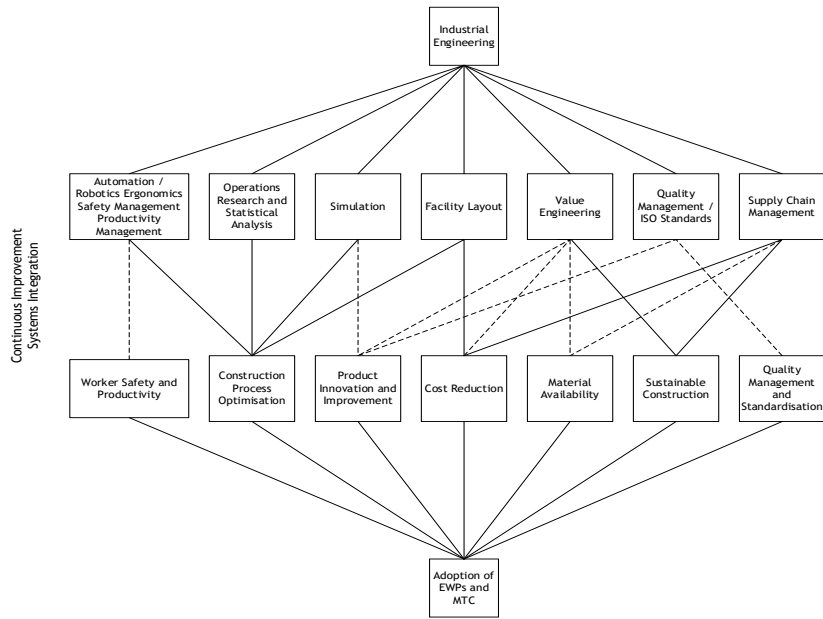 Industrial
Engineering
Automation /
Robotics Ergonomics
Safety Management
Productivity
Management
Operations
Research and
Statistical
Analysis
Simulation
Facility Layout
Value
Engineering
Quality
Management /
ISO Standards
Supply Chain
Management
Continuous Improvement
Systems Integration
Worker Safety and
Productivity
Construction
Process
Optimisation
Product
Innovation and
Improvement
Cost Reduction
Material
Availability
Sustainable
Construction
Quality
Management
and
Standardisation
Adoption of
EWPs and
MTC